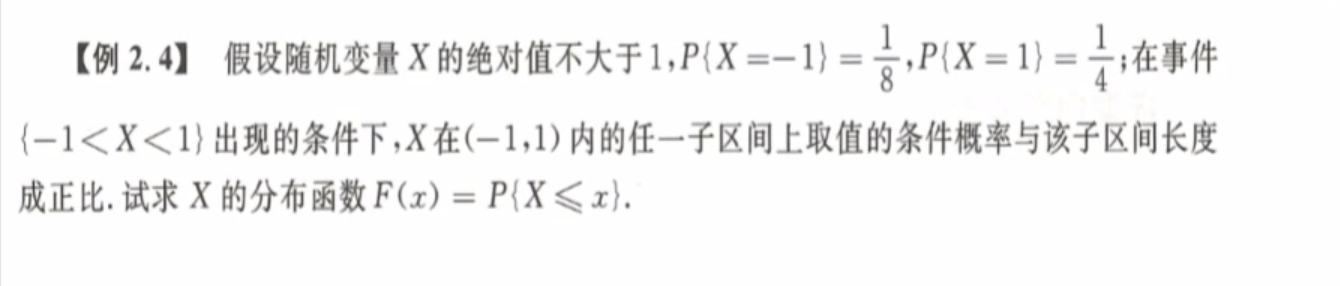 【例 2.4】 假设随机变量 X 的绝对值不大于 1,P{X=-1} = 1/8,P{X=1} = 1/4;在事件
{-1<X<1} 出现的条件下,X 在(-1,1) 内的任一子区间上取值的条件概率与该子区间长度
成正比.试求 X 的分布函数 F(x) = P{X⩽x}.